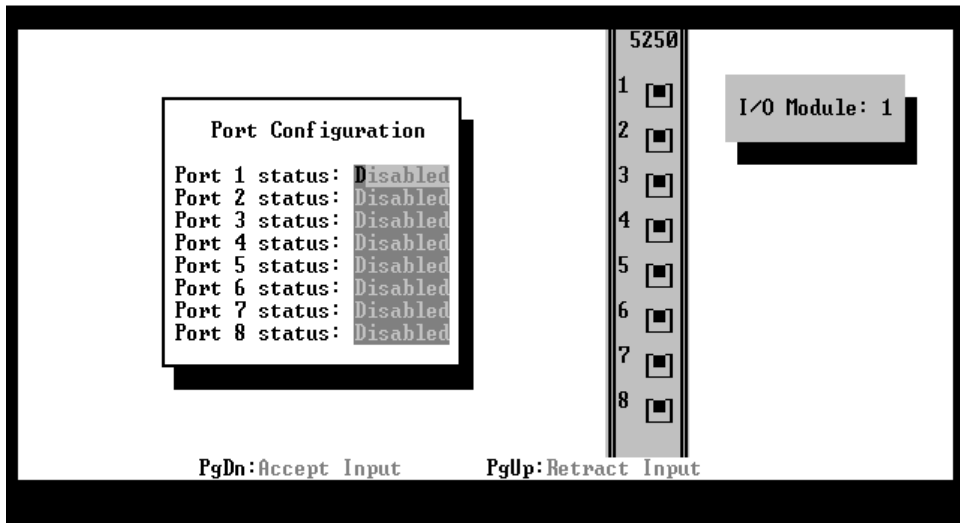 Port Configuration
Port 1 status: Disabled
Port 2 status: Disabled
Port 3 status: Disabled
Port 4 status: Disabled
Port 5 status: Disabled
Port 6 status: Disabled
Port 7 status: Disabled
Port 8 status: Disabled
5250
1
2
3
4
5
6
7
8
I/O Module: 1
PgDn:Accept Input PgUp:Retract Input